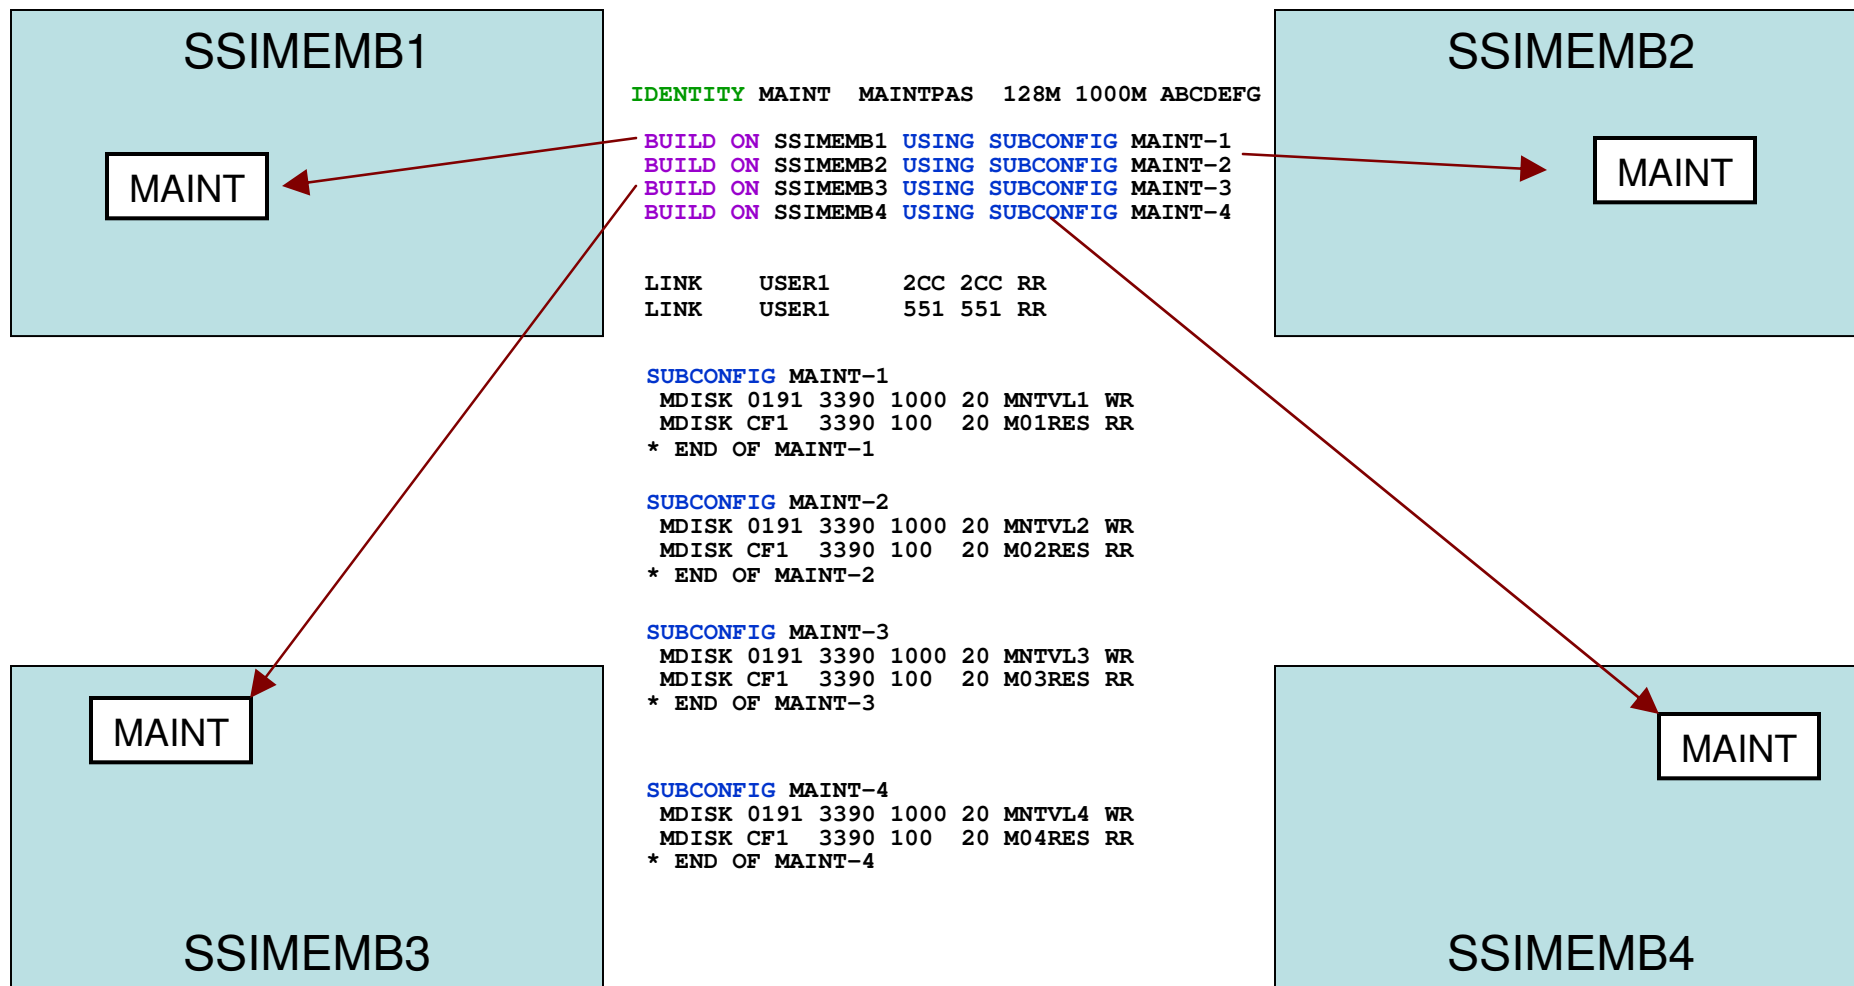 SSIMEMB1
SSIMEMB2
IDENTITY MAINT MAINTPAS 128M 1000M ABCDEFG
BUILD ON SSIMEMB1 USING SUBCONFIG MAINT-1
BUILD ON SSIMEMB2 USING SUBCONFIG MAINT-2
BUILD ON SSIMEMB3 USING SUBCONFIG MAINT-3
BUILD ON SSIMEMB4 USING SUBCONFIG MAINT-4
MAINT
MAINT
LINK USER1 2CC 2CC RR
LINK USER1 551 551 RR
SUBCONFIG MAINT-1
MDISK 0191 3390 1000 20 MNTVL1 WR
MDISK CF1 3390 100 20 M01RES RR
* END OF MAINT-1
SUBCONFIG MAINT-2
MDISK 0191 3390 1000 20 MNTVL2 WR
MDISK CF1 3390 100 20 M02RES RR
* END OF MAINT-2
SUBCONFIG MAINT-3
MDISK 0191 3390 1000 20 MNTVL3 WR
MDISK CF1 3390 100 20 M03RES RR
* END OF MAINT-3
MAINT
MAINT
SUBCONFIG MAINT-4
MDISK 0191 3390 1000 20 MNTVL4 WR
MDISK CF1 3390 100 20 M04RES RR
* END OF MAINT-4
SSIMEMB3
SSIMEMB4